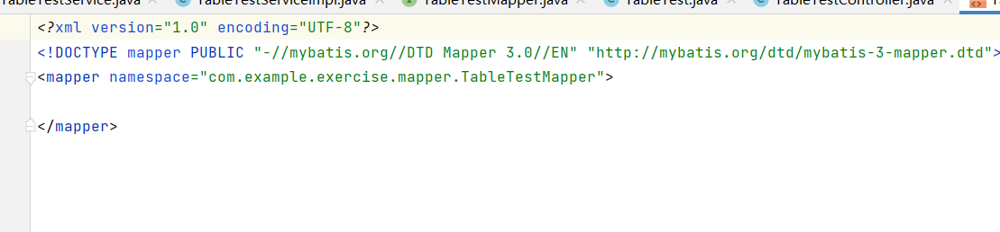 TableTestService.java TableTestServiceImpl.java TableTestMapper.java TableTest.java TableTestController.java
<?xml version="1.0" encoding="UTF-8"?>
<!DOCTYPE mapper PUBLIC "-//mybatis.org//DTD Mapper 3.0//EN" "http://mybatis.org/dtd/mybatis-3-mapper.dtd">
<mapper namespace="com.example.exercise.mapper.TableTestMapper">
</mapper>